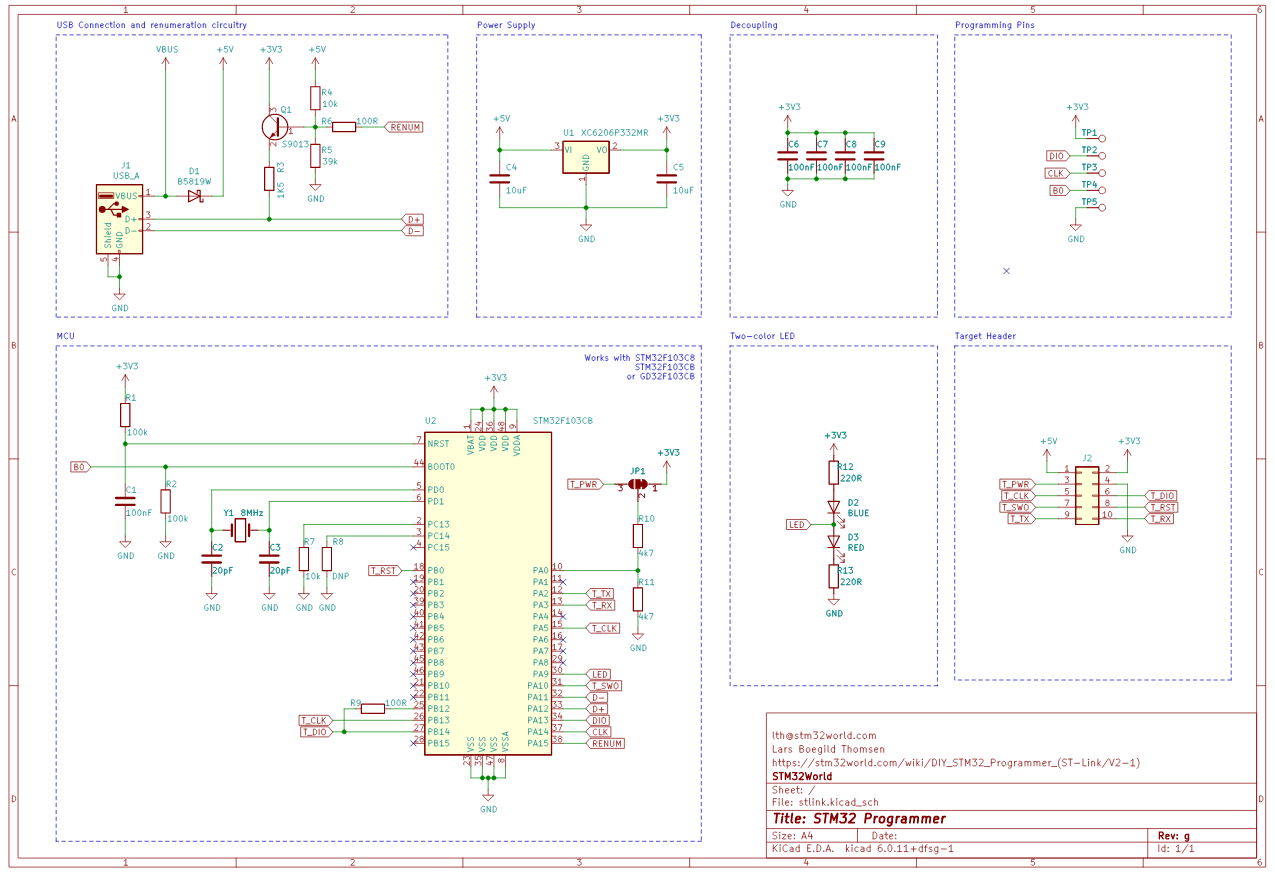 1 2 3 4 5 6
USB Connection and renumeration circuitry
VBUS +5V +3V3 +5V
R4
10k
3 Q1
1
S9013
2
R6 100R RENUM
R5
39k
R3
1K5
GND
J1
USB_A
D1
B5819W
VBUS 1
D+ 3
D- 2
Shield
GND
5 4
D+
D-
GND
Power Supply
+5V
U1 XC6206P332MR
+3V3
3 VI VO 2
GND
1
C4
10uF
C5
10uF
GND
Decoupling
+3V3
C6 C7 C8 C9
100nF 100nF 100nF 100nF
GND
Programming Pins
+3V3
TP1
DIO TP2
CLK TP3
B0 TP4
TP5
GND
A A
B B
C C
D D
MCU
Works with STM32F103C8
STM32F103CB
or GD32F103CB
+3V3
R1
100k
B0
C1
100nF
R2
100k
GND GND
Y1 8MHz
C2
20pF
C3
20pF
R7
10k
R8
DNP
GND GND GND GND
T_RST
R9 100R
T_CLK
T_DIO
+3V3
U2 STM32F103CB
1 24 36 48 9
VBAT VDD VDD VDD VDDA
7 NRST
44 BOOT0
5 PD0
6 PD1
2 PC13
3 PC14
4 PC15
18 PB0 PA0 10
19 PB1 PA1 11
20 PB2 PA2 12 T_TX
39 PB3 PA3 13 T_RX
40 PB4 PA4 14
41 PB5 PA5 15 T_CLK
42 PB6 PA6 16
43 PB7 PA7 17
45 PB8 PA8 29
46 PB9 PA9 30 LED
21 PB10 PA10 31 T_SWO
22 PB11 PA11 32 D-
25 PB12 PA12 33 D+
26 PB13 PA13 34 DIO
27 PB14 PA14 37 CLK
28 PB15 PA15 38 RENUM
VSS VSS VSS VSSA
23 35 47 8
GND
+3V3
JP1
T_PWR 3 2 1
R10
4k7
R11
4k7
GND
Two-color LED
+3V3
R12
220R
D2
BLUE
LED
D3
RED
R13
220R
GND
Target Header
+5V +3V3
J2
1 2
T_PWR 3 4
T_CLK 5 6 T_DIO
T_SWO 7 8 T_RST
T_TX 9 10 T_RX
GND
lth@stm32world.com
Lars Boegild Thomsen
https://stm32world.com/wiki/DIY_STM32_Programmer_(ST-Link/V2-1)
STM32World
Sheet: /
File: stlink.kicad_sch
Title: STM32 Programmer
Size: A4 Date: Rev: g
KiCad E.D.A. kicad 6.0.11+dfsg-1 Id: 1/1
1 2 3 4 5 6